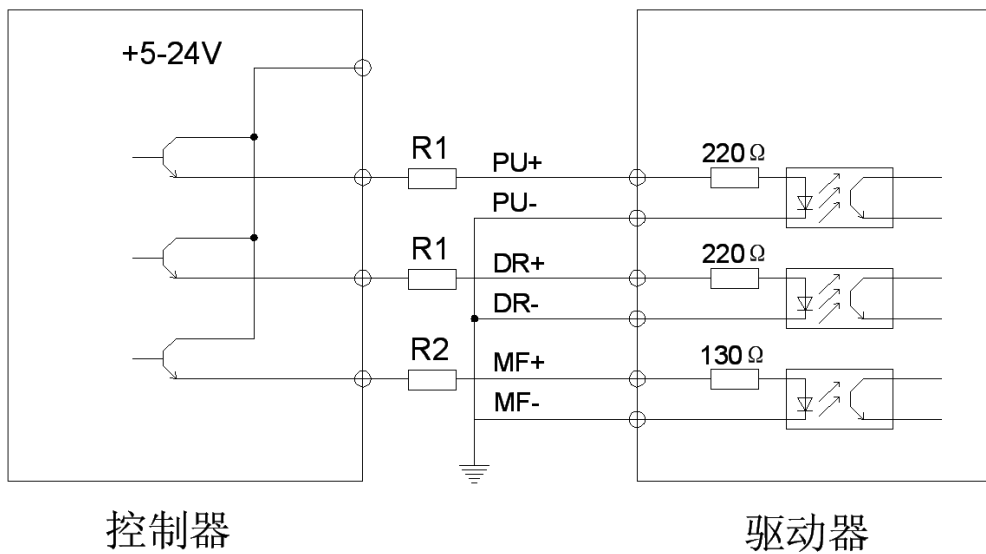 +5-24V
R1
PU+
220Ω
PU-
R1
DR+
220Ω
DR-
R2
MF+
130Ω
MF-
控制器
驱动器